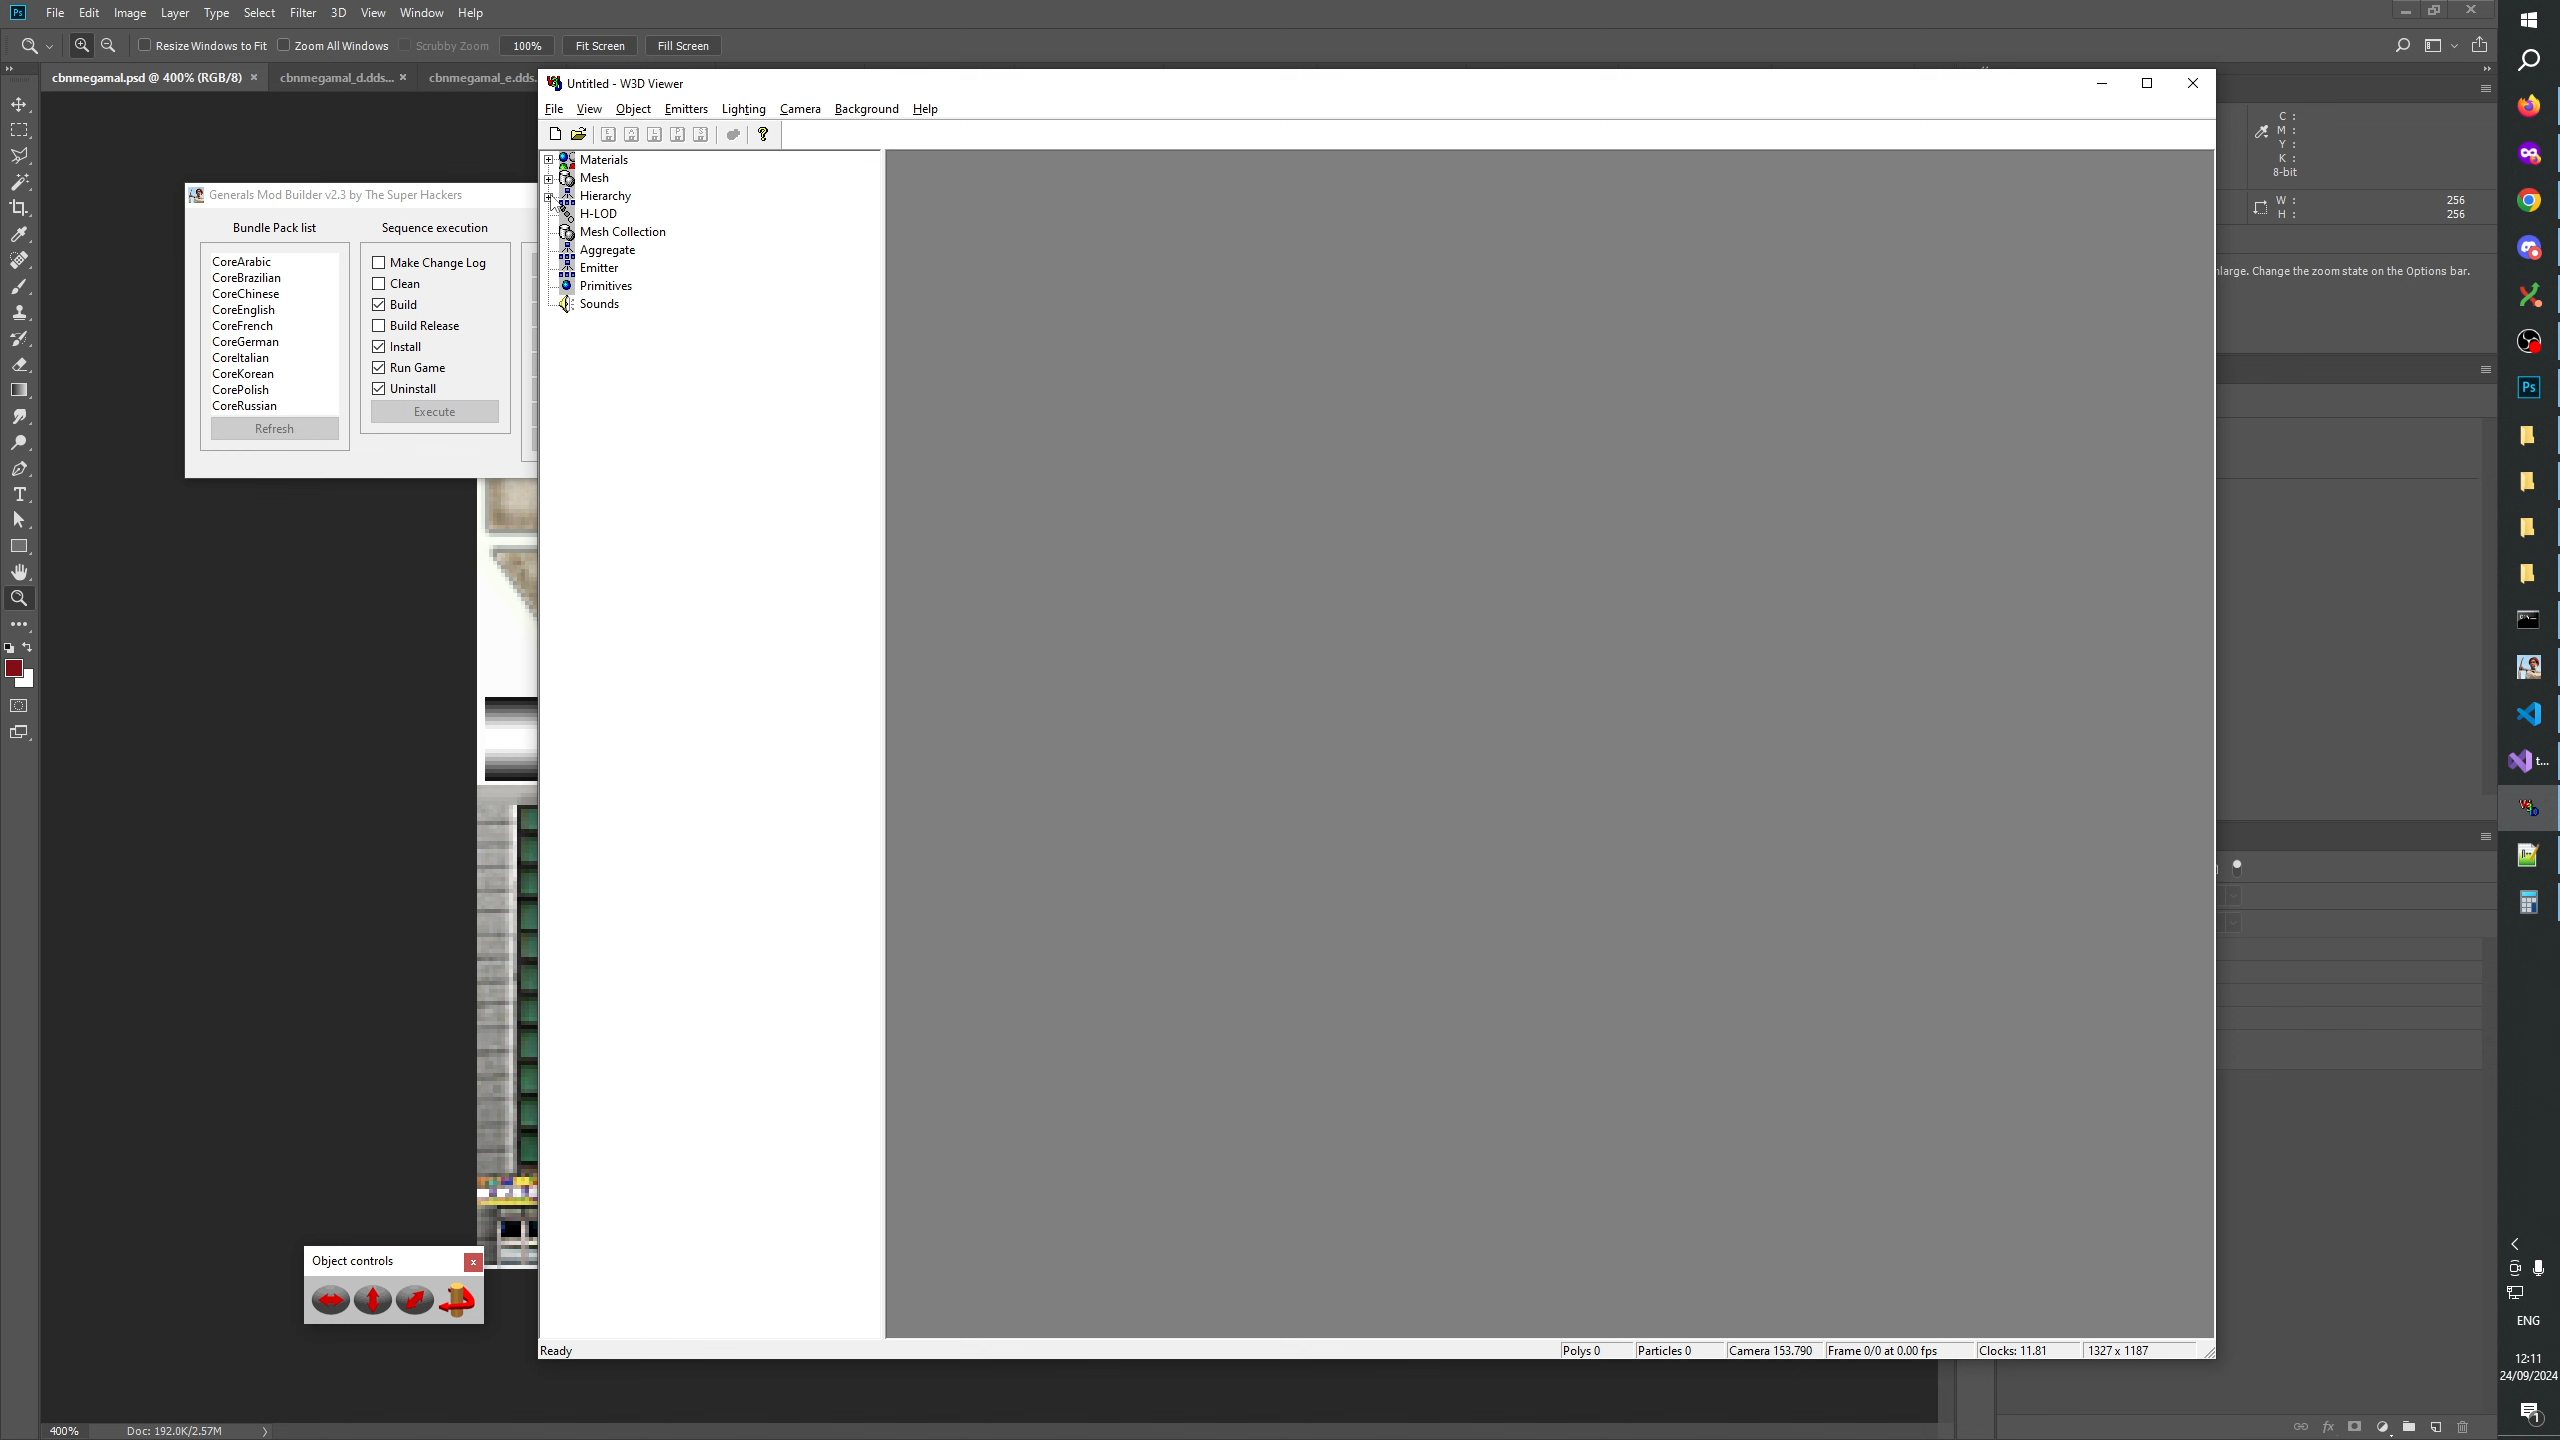 Ps File Edit Image Layer Type Select Filter 3D View Window Help
Resize Windows to Fit Zoom All Windows Scrubby Zoom 100% Fit Screen Fill Screen
cbnmegamal.psd @ 400% (RGB/8) × cbnmegamal_d.dds... × cbnmegamal_e.dds.
Untitled - W3D Viewer
File View Object Emitters Lighting Camera Background Help
Materials
Mesh
Hierarchy
H-LOD
Mesh Collection
Aggregate
Emitter
Primitives
Sounds
Generals Mod Builder v2.3 by The Super Hackers
Bundle Pack list
CoreArabic
CoreBrazilian
CoreChinese
CoreEnglish
CoreFrench
CoreGerman
CoreItalian
CoreKorean
CorePolish
CoreRussian
Refresh
Sequence execution
Make Change Log
Clean
Build
Build Release
Install
Run Game
Uninstall
Execute
C :
M :
Y :
K :
8-bit
W : 256
H : 256
nlarge. Change the zoom state on the Options bar.
Ps
t...
Object controls
Ready
Polys 0
Particles 0
Camera 153.790
Frame 0/0 at 0.00 fps
Clocks: 11.81
1327 x 1187
ENG
12:11
24/09/2024
1
400% Doc: 192.0K/2.57M
fx